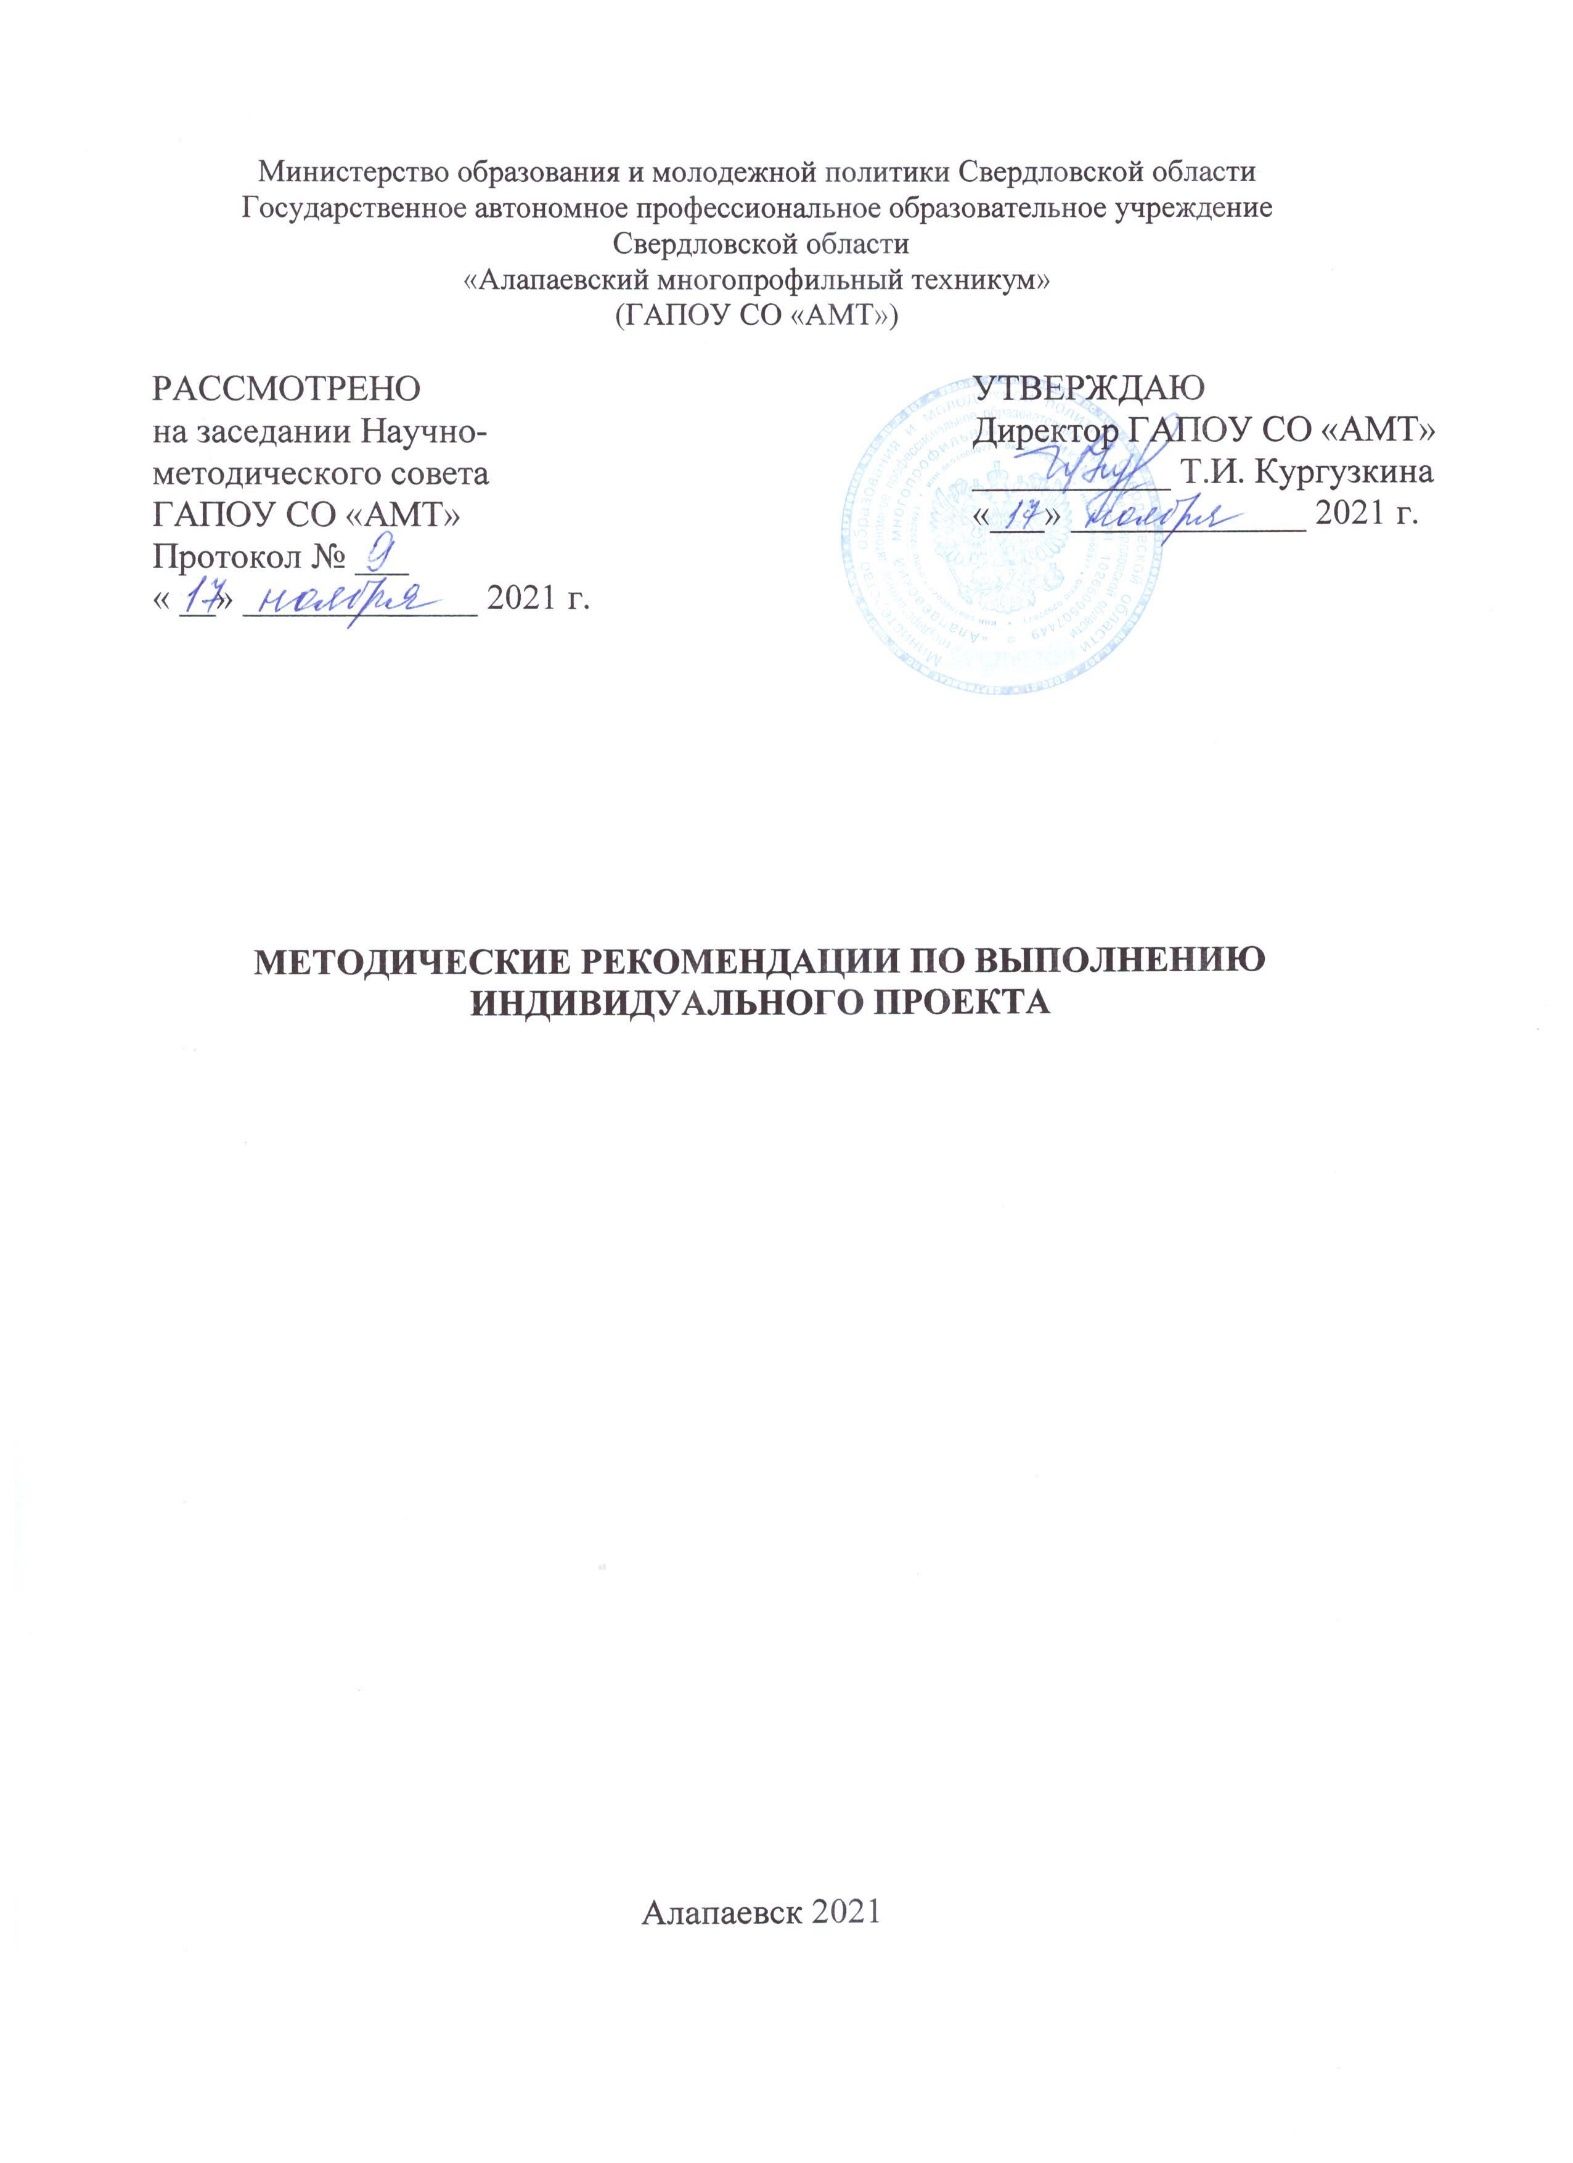 Министерство образования и молодежной политики Свердловской области
Государственное автономное профессиональное образовательное учреждение
Свердловской области
«Алапаевский многопрофильный техникум»
(ГАПОУ СО «АМТ»)
РАССМОТРЕНО
на заседании Научно-
методического совета
ГАПОУ СО «АМТ»
Протокол № 9
« 17 » ноября 2021 г.
УТВЕРЖДАЮ
Директор ГАПОУ СО «АМТ»
Т.И. Кургузкина
« 17 » ноября 2021 г.
МЕТОДИЧЕСКИЕ РЕКОМЕНДАЦИИ ПО ВЫПОЛНЕНИЮ
ИНДИВИДУАЛЬНОГО ПРОЕКТА
Алапаевск 2021